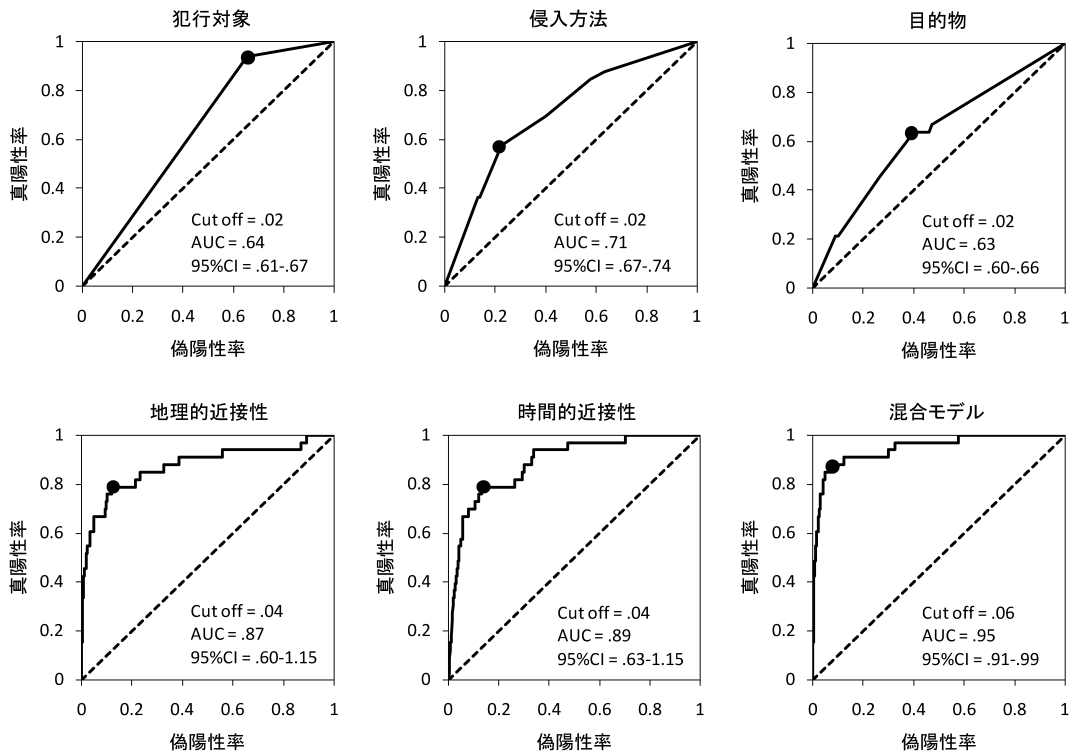 犯行対象
1
0.8
0.6
0.4
0.2
0
真陽性率
Cut off = .02
AUC = .64
95%CI = .61-.67
0 0.2 0.4 0.6 0.8 1
偽陽性率
侵入方法
1
0.8
0.6
0.4
0.2
0
真陽性率
Cut off = .02
AUC = .71
95%CI = .67-.74
0 0.2 0.4 0.6 0.8 1
偽陽性率
目的物
1
0.8
0.6
0.4
0.2
0
真陽性率
Cut off = .02
AUC = .63
95%CI = .60-.66
0 0.2 0.4 0.6 0.8 1
偽陽性率
地理的近接性
1
0.8
0.6
0.4
0.2
0
真陽性率
Cut off = .04
AUC = .87
95%CI = .60-1.15
0 0.2 0.4 0.6 0.8 1
偽陽性率
時間的近接性
1
0.8
0.6
0.4
0.2
0
真陽性率
Cut off = .04
AUC = .89
95%CI = .63-1.15
0 0.2 0.4 0.6 0.8 1
偽陽性率
混合モデル
1
0.8
0.6
0.4
0.2
0
真陽性率
Cut off = .06
AUC = .95
95%CI = .91-.99
0 0.2 0.4 0.6 0.8 1
偽陽性率